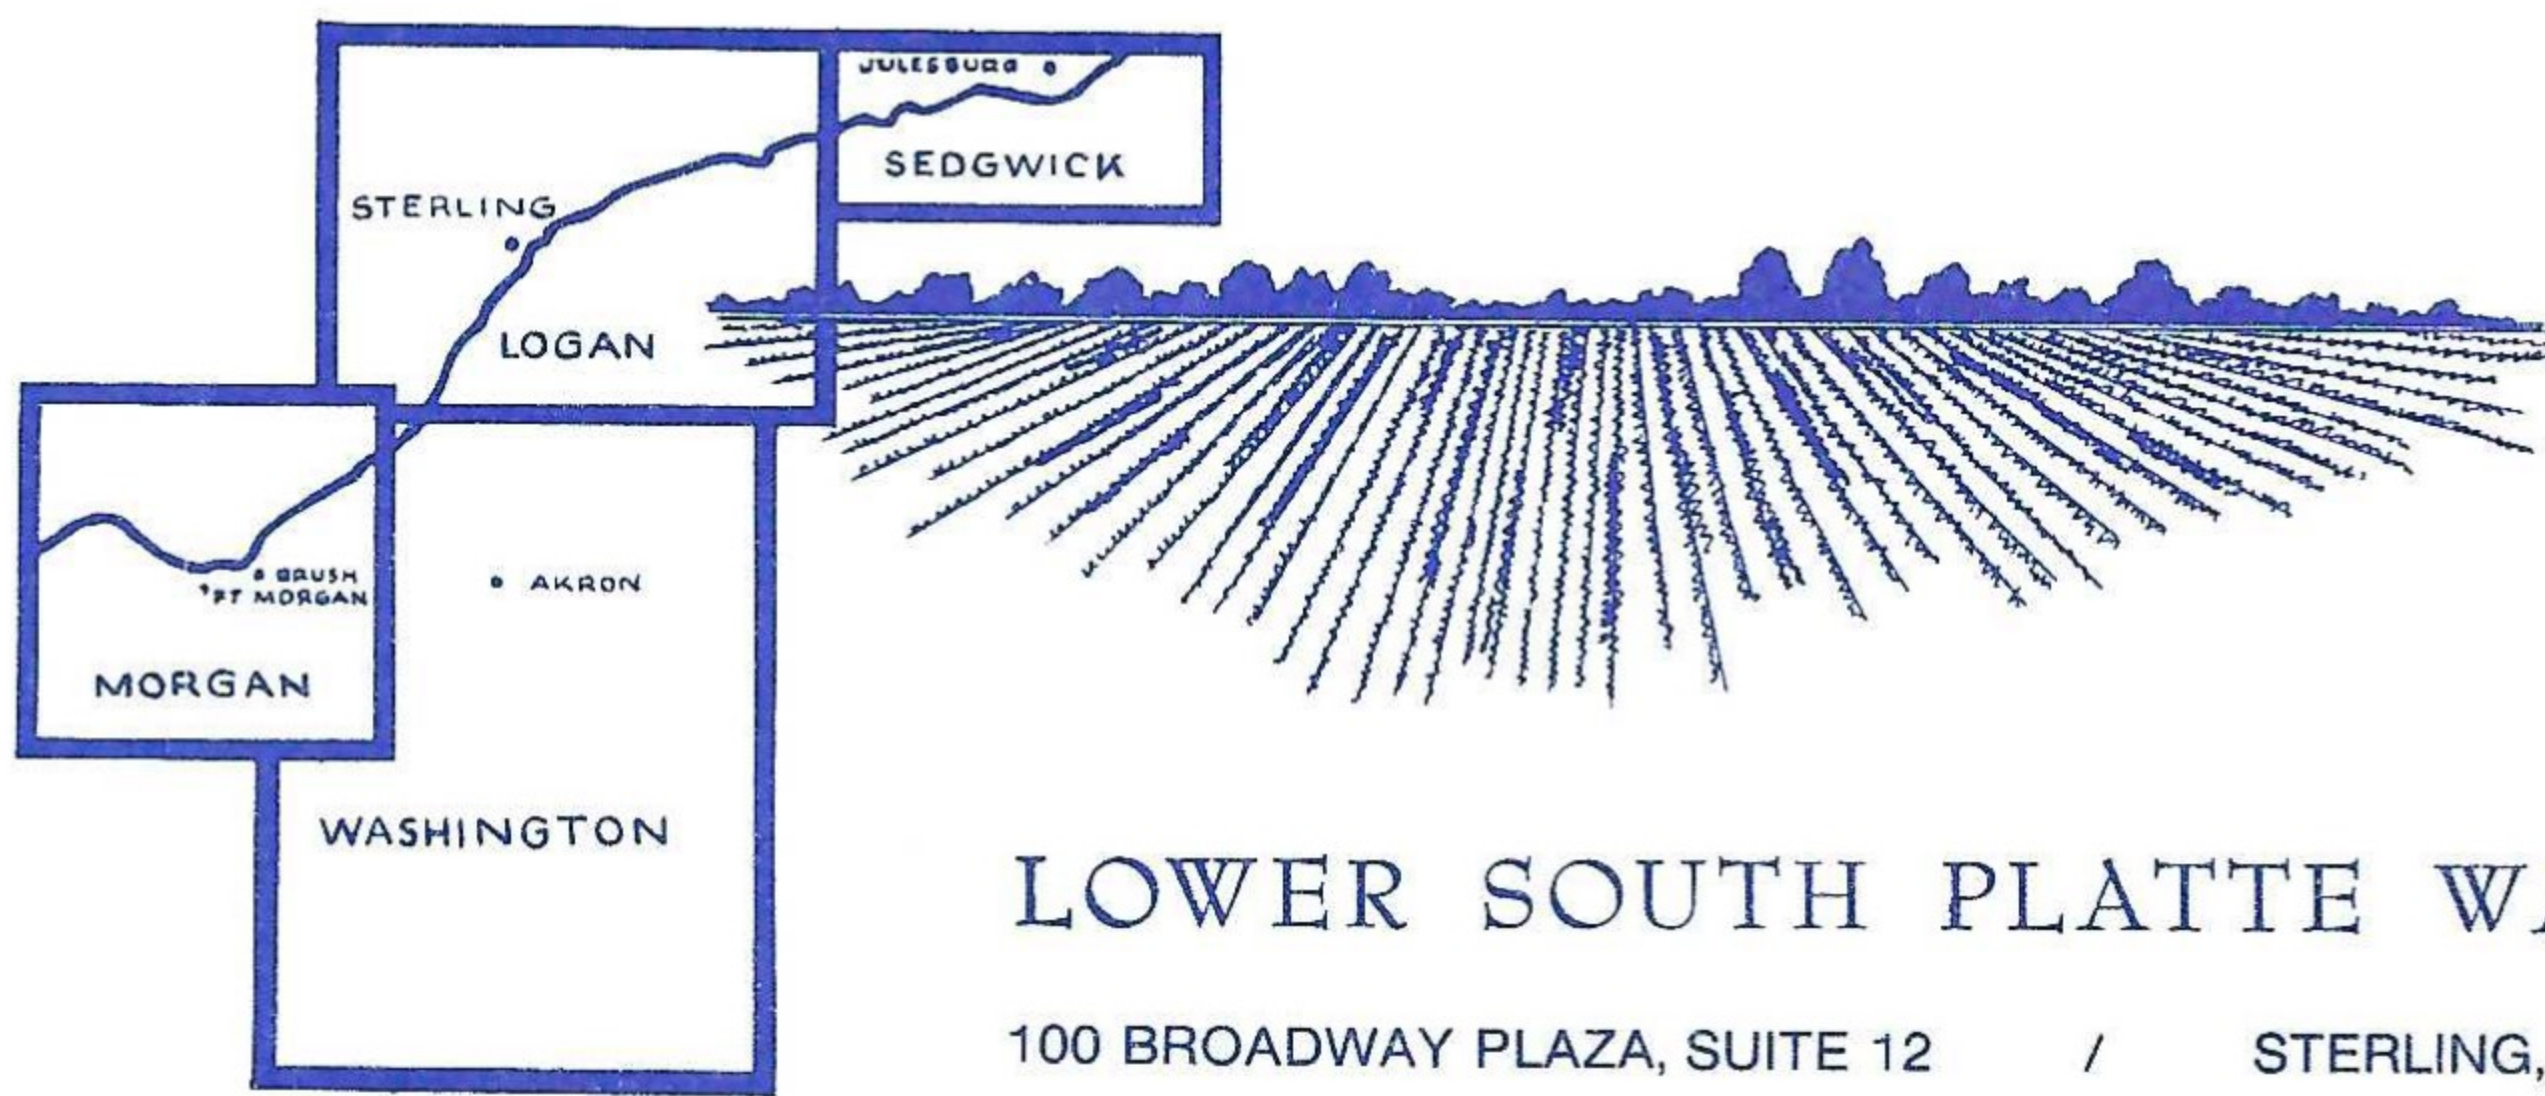 JULESBURG
SEDGWICK
STERLING
LOGAN
BRUSH
FT MORGAN
AKRON
MORGAN
WASHINGTON
LOWER SOUTH PLATTE WA
100 BROADWAY PLAZA, SUITE 12 / STERLING,